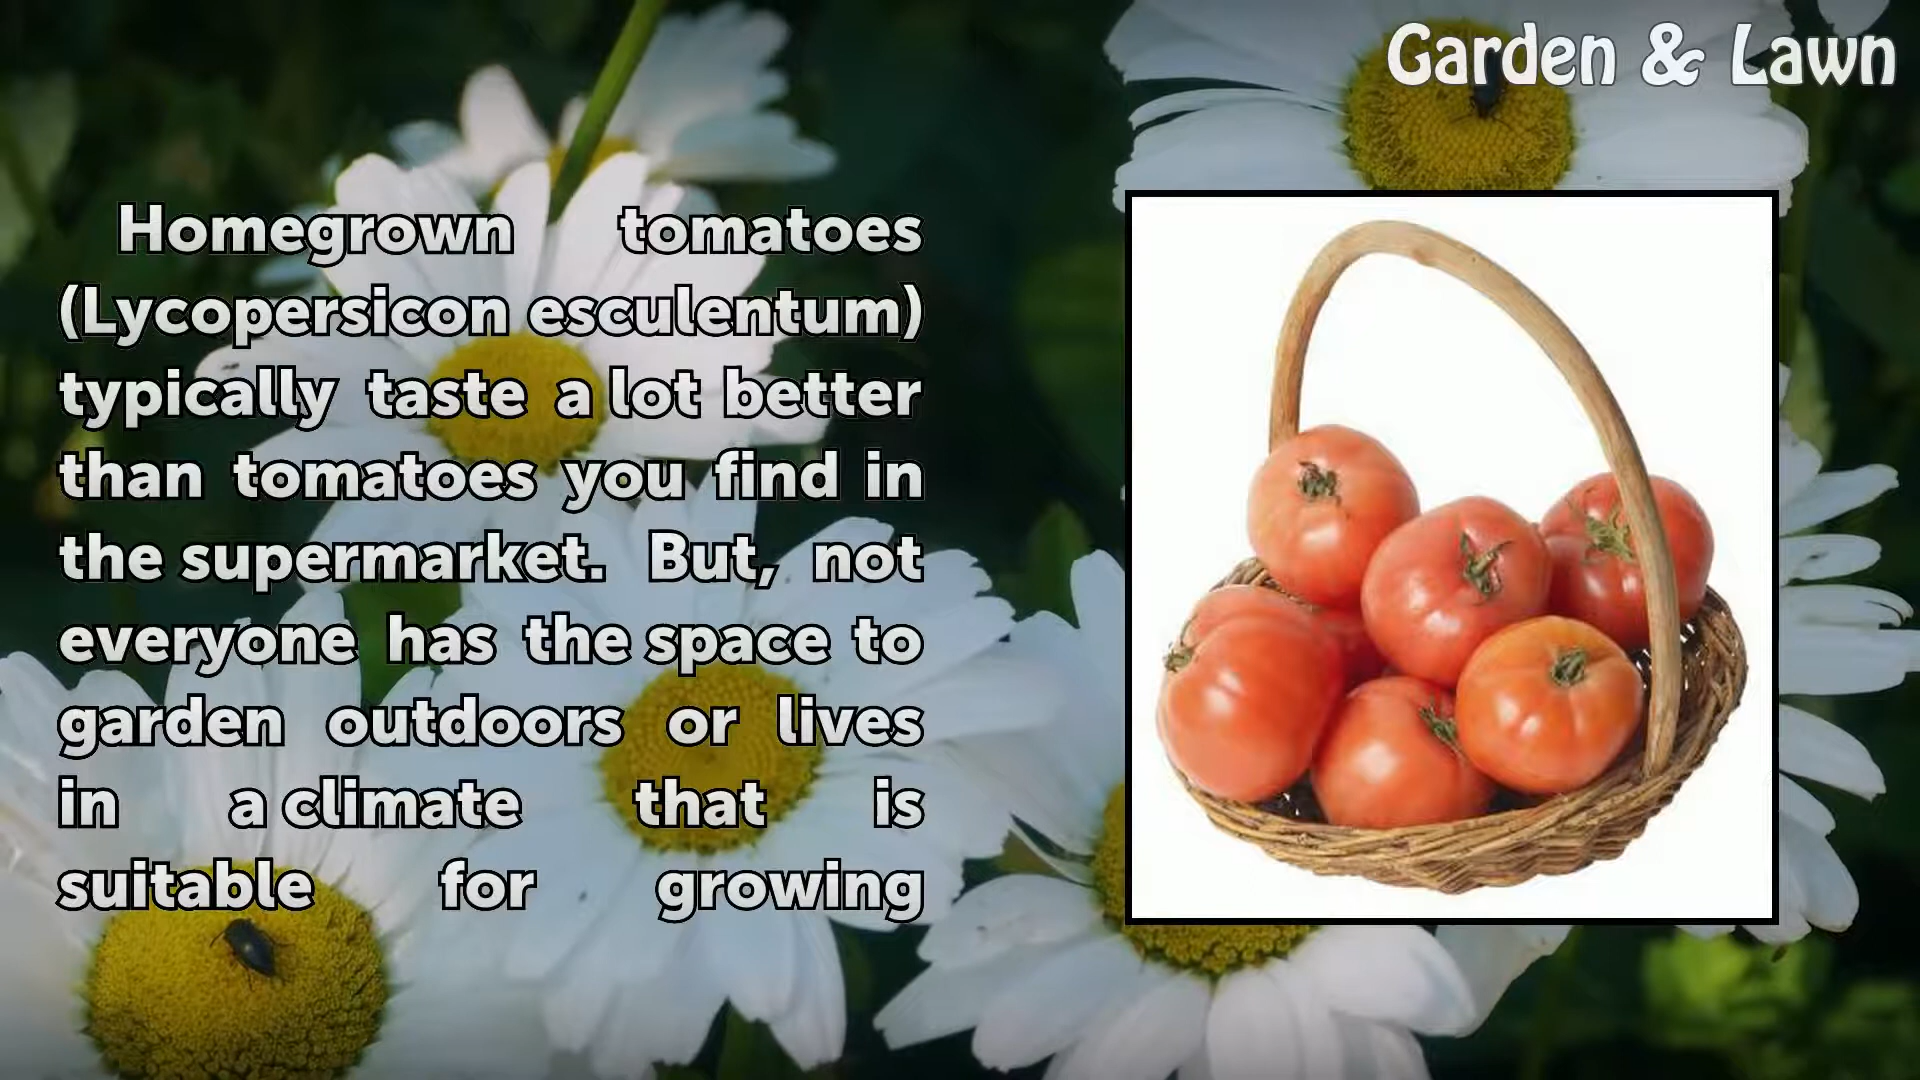 Garden & Lawn
Homegrown tomatoes
(Lycopersicon esculentum)
typically taste a lot better
than tomatoes you find in
the supermarket. But, not
everyone has the space to
garden outdoors or lives
in a climate that is
suitable for growing